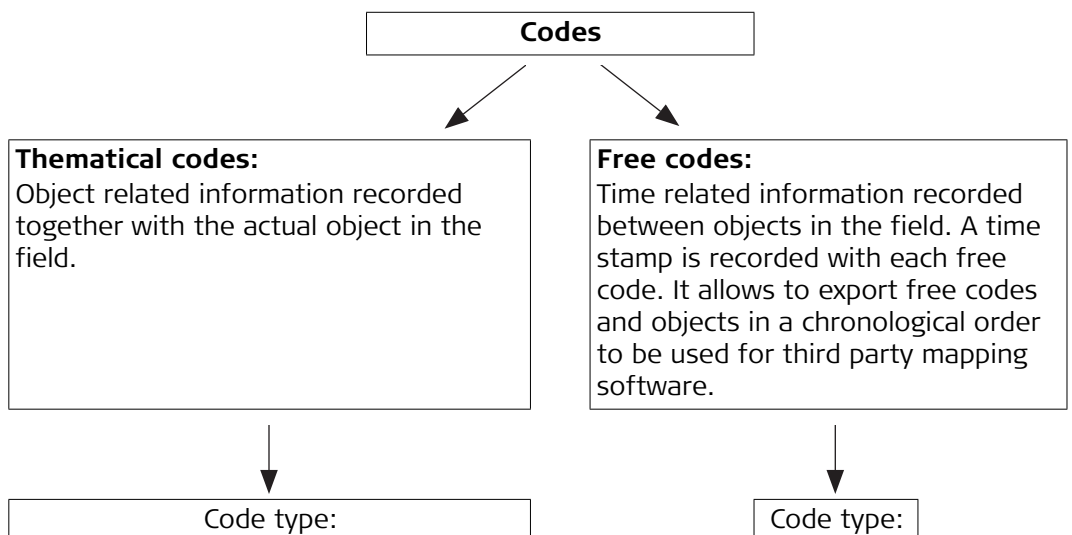 Codes
Thematical codes:
Object related information recorded
together with the actual object in the
field.
Free codes:
Time related information recorded
between objects in the field. A time
stamp is recorded with each free
code. It allows to export free codes
and objects in a chronological order
to be used for third party mapping
software.
Code type:
Code type: